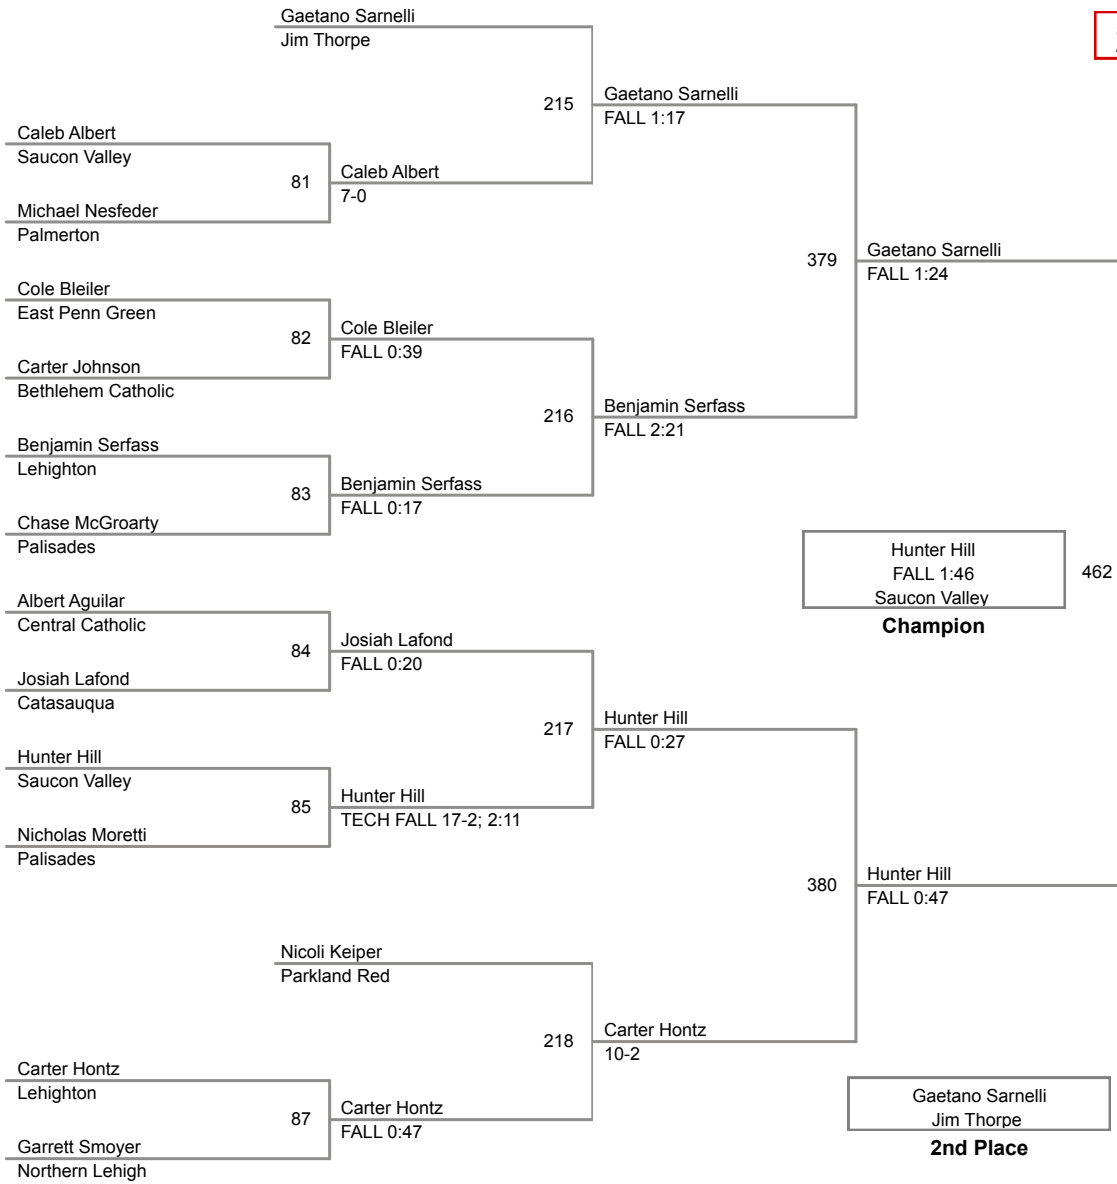 Gaetano Sarnelli
Jim Thorpe
215
Gaetano Sarnelli
FALL 1:17
Caleb Albert
Saucon Valley
81
Caleb Albert
7-0
Michael Nesfeder
Palmerton
379
Gaetano Sarnelli
FALL 1:24
Cole Bleiler
East Penn Green
82
Cole Bleiler
FALL 0:39
Carter Johnson
Bethlehem Catholic
216
Benjamin Serfass
FALL 2:21
Benjamin Serfass
Lehighton
83
Benjamin Serfass
FALL 0:17
Chase McGroarty
Palisades
Hunter Hill
FALL 1:46
Saucon Valley
462
Champion
Albert Aguilar
Central Catholic
84
Josiah Lafond
FALL 0:20
Josiah Lafond
Catasauqua
217
Hunter Hill
FALL 0:27
Hunter Hill
Saucon Valley
85
Hunter Hill
TECH FALL 17-2; 2:11
Nicholas Moretti
Palisades
380
Hunter Hill
FALL 0:47
Nicoli Keiper
Parkland Red
218
Carter Hontz
10-2
Carter Hontz
Lehighton
87
Carter Hontz
FALL 0:47
Garrett Smoyer
Northern Lehigh
Gaetano Sarnelli
Jim Thorpe
2nd Place